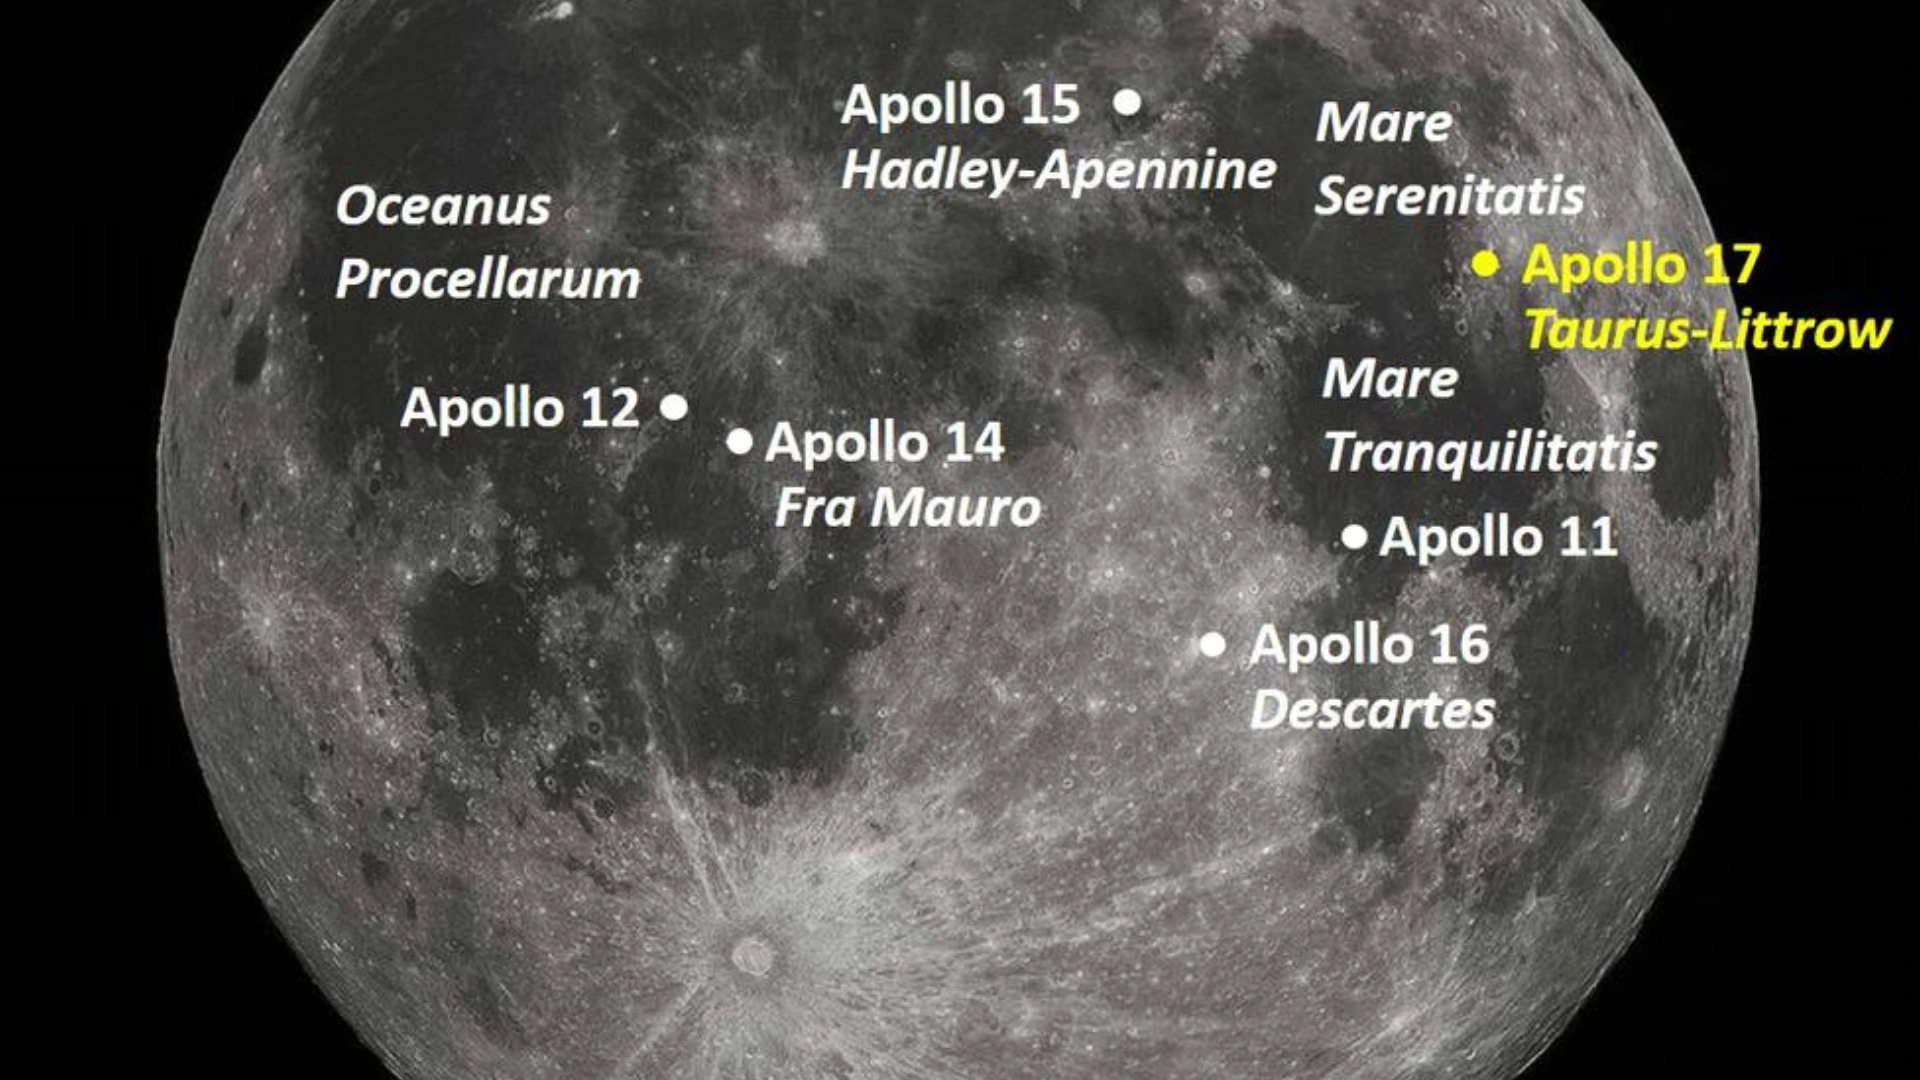 Apollo 15
Hadley-Apennine
Mare
Serenitatis
Oceanus
Procellarum
Apollo 17
Taurus-Littrow
Mare
Tranquilitatis
Apollo 12
Apollo 14
Fra Mauro
Apollo 11
Apollo 16
Descartes